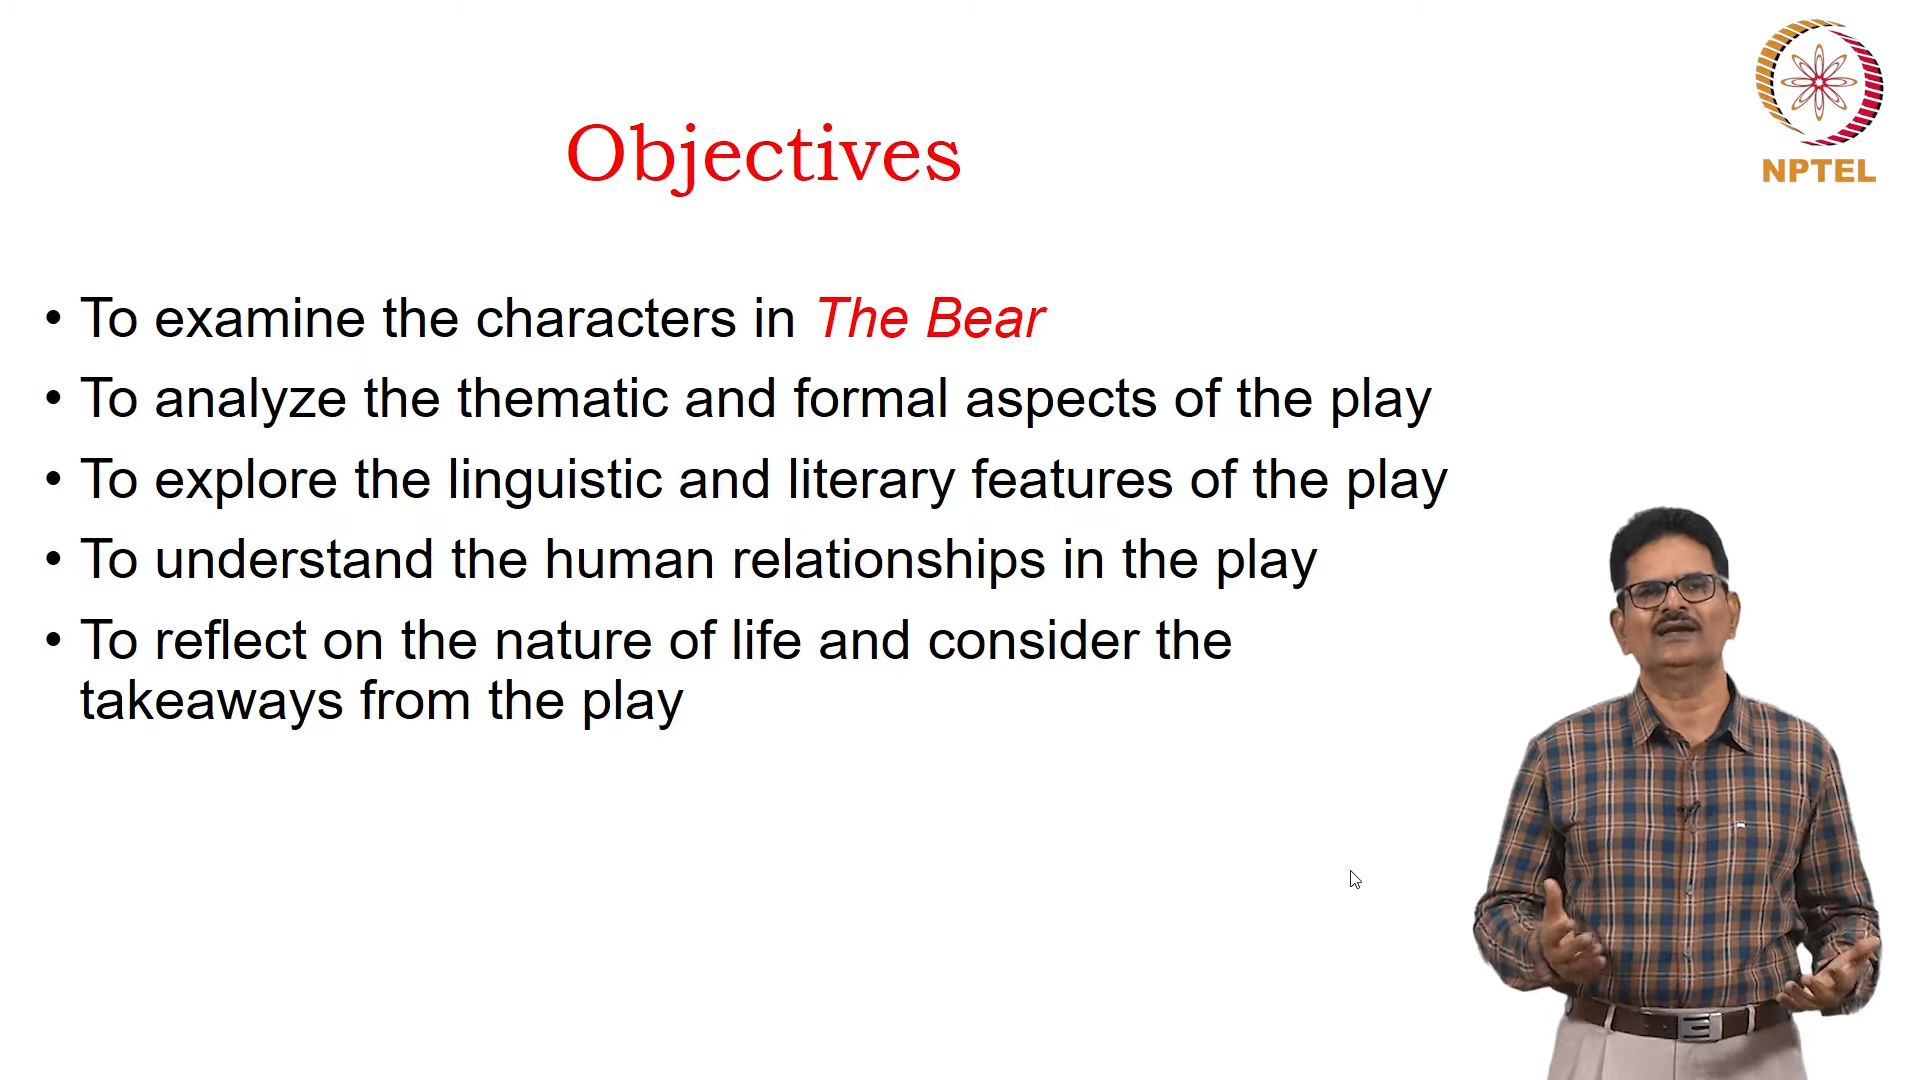 Objectives
NPTEL
• To examine the characters in The Bear
• To analyze the thematic and formal aspects of the play
• To explore the linguistic and literary features of the play
• To understand the human relationships in the play
• To reflect on the nature of life and consider the
takeaways from the play